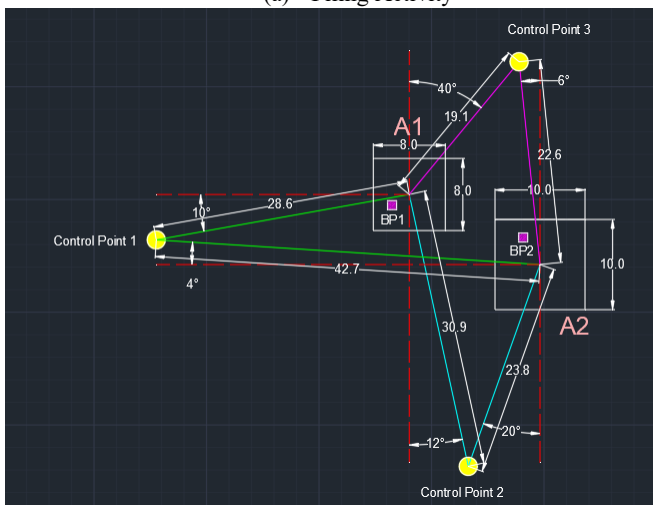 (a) Activity
Control Point 3
40°
6°
19.1
A1
8.0
22.6
8.0
10.0
28.6
10°
BP1
Control Point 1
BP2
42.7
4°
10.0
30.9
A2
23.8
12°
20°
Control Point 2